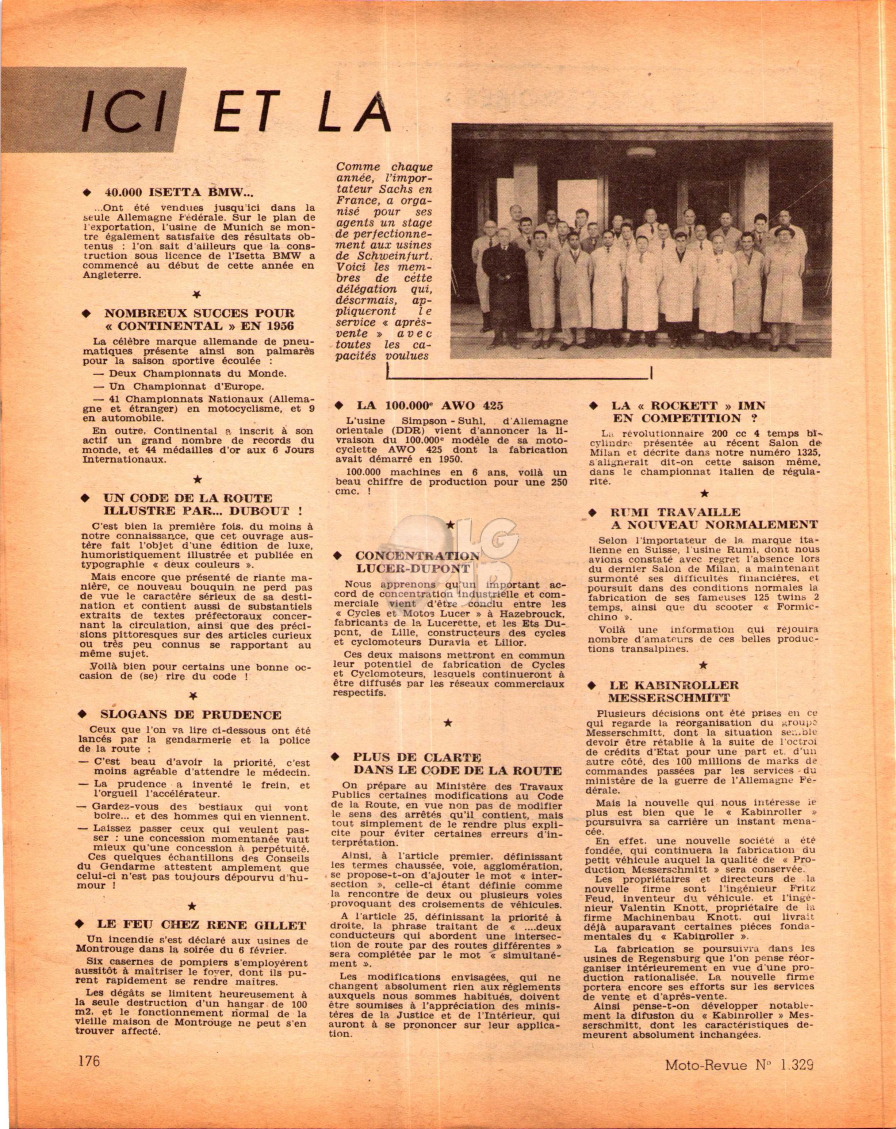 ICI ET LA
◆ 40.000 ISETTA BMW...
...Ont été vendues jusqu'ici dans la
seule Allemagne Fédérale. Sur le plan de
l'exportation, l'usine de Munich se mon-
tre également satisfaite des résultats ob-
tenus : l'on sait d'ailleurs que la cons-
truction sous licence de l'Isetta BMW a
commencé au début de cette année en
Angleterre.
★
◆ NOMBREUX SUCCES POUR
« CONTINENTAL » EN 1956
La célèbre marque allemande de pneu-
matiques présente ainsi son palmarès
pour la saison sportive écoulée :
— Deux Championnats du Monde.
— Un Championnat d'Europe.
— 41 Championnats Nationaux (Allema-
gne et étranger) en motocyclisme, et 9
en automobile.
En outre, Continental a inscrit à son
actif un grand nombre de records du
monde, et 44 médailles d'or aux 6 Jours
Internationaux.
★
◆ UN CODE DE LA ROUTE
ILLUSTRE PAR... DUBOUT !
C'est bien la première fois, du moins à
notre connaissance, que cet ouvrage aus-
tère fait l'objet d'une édition de luxe,
humoristiquement illustrée et publiée en
typographie « deux couleurs ».
Mais encore que présenté de riante ma-
nière, ce nouveau bouquin ne perd pas
de vue le caractère sérieux de sa desti-
nation et contient aussi de substantiels
extraits de textes préfectoraux concer-
nant la circulation, ainsi que des préci-
sions pittoresques sur des articles curieux
ou très peu connus se rapportant au
même sujet.
Voilà bien pour certains une bonne oc-
casion de (se) rire du code !
★
◆ SLOGANS DE PRUDENCE
Ceux que l'on va lire ci-dessous ont été
lancés par la gendarmerie et la police
de la route :
— C'est beau d'avoir la priorité, c'est
moins agréable d'attendre le médecin.
— La prudence a inventé le frein, et
l'orgueil l'accélérateur.
— Gardez-vous des bestiaux qui vont
boire... et des hommes qui en viennent.
— Laissez passer ceux qui veulent pas-
ser : une concession momentanée vaut
mieux qu'une concession à perpétuité.
Ces quelques échantillons des Conseils
du Gendarme attestent amplement que
celui-ci n'est pas toujours dépourvu d'hu-
mour !
★
◆ LE FEU CHEZ RENE GILLET
Un incendie s'est déclaré aux usines de
Montrouge dans la soirée du 6 février.
Six casernes de pompiers s'employèrent
aussitôt à maîtriser le foyer, dont ils pu-
rent rapidement se rendre maîtres.
Les dégâts se limitent heureusement à
la seule destruction d'un hangar de 100
m2, et le fonctionnement normal de la
vieille maison de Montrouge ne peut s'en
trouver affecté.
Comme chaque
année, l'impor-
tateur Sachs en
France, a orga-
nisé pour ses
agents un stage
de perfectionne-
ment aux usines
de Schweinfurt.
Voici les mem-
bres de cette
délégation qui,
désormais, ap-
pliqueront le
service « après-
vente » avec
toutes les ca-
pacités voulues
◆ LA 100.000e AWO 425
L'usine Simpson - Suhl, d'Allemagne
orientale (DDR) vient d'annoncer la li-
vraison du 100.000e modèle de sa moto-
cyclette AWO 425 dont la fabrication
avait démarré en 1950.
100.000 machines en 6 ans, voilà un
beau chiffre de production pour une 250
cmc. !
★
◆ CONCENTRATION
LUCER-DUPONT
Nous apprenons qu'un important ac-
cord de concentration industrielle et com-
merciale vient d'être conclu entre les
« Cycles et Motos Lucer » à Hazebrouck,
fabricants de la Lucerette, et les Ets Du-
pont, de Lille, constructeurs des cycles
et cyclomoteurs Duravia et Lilior.
Ces deux maisons mettront en commun
leur potentiel de fabrication de Cycles
et Cyclomoteurs, lesquels continueront à
être diffusés par les réseaux commerciaux
respectifs.
★
◆ PLUS DE CLARTE
DANS LE CODE DE LA ROUTE
On prépare au Ministère des Travaux
Publics certaines modifications au Code
de la Route, en vue non pas de modifier
le sens des arrêtés qu'il contient, mais
tout simplement de le rendre plus expli-
cite pour éviter certaines erreurs d'in-
terprétation.
Ainsi, à l'article premier, définissant
les termes chaussée, voie, agglomération,
se propose-t-on d'ajouter le mot « inter-
section », celle-ci étant définie comme
la rencontre de deux ou plusieurs voies
provoquant des croisements de véhicules.
A l'article 25, définissant la priorité à
droite, la phrase traitant de « ....deux
conducteurs qui abordent une intersec-
tion de route par des routes différentes »
sera complétée par le mot « simultané-
ment ».
Les modifications envisagées, qui ne
changent absolument rien aux règlements
auxquels nous sommes habitués, doivent
être soumises à l'appréciation des minis-
tères de la Justice et de l'Intérieur, qui
auront à se prononcer sur leur applica-
tion.
◆ LA « ROCKETT » IMN
EN COMPETITION ?
La révolutionnaire 200 cc 4 temps bi-
cylindre présentée au récent Salon de
Milan et décrite dans notre numéro 1325,
s'alignerait dit-on cette saison même,
dans le championnat italien de régula-
rité.
★
◆ RUMI TRAVAILLE
A NOUVEAU NORMALEMENT
Selon l'importateur de la marque ita-
lienne en Suisse, l'usine Rumi, dont nous
avions constaté avec regret l'absence lors
du dernier Salon de Milan, a maintenant
surmonté ses difficultés financières, et
poursuit dans des conditions normales la
fabrication de ses fameuses 125 twins 2
temps, ainsi que du scooter « Formic-
chino ».
Voilà une information qui réjouira
nombre d'amateurs de ces belles produc-
tions transalpines.
★
◆ LE KABINROLLER
MESSERSCHMITT
Plusieurs décisions ont été prises en ce
qui regarde la réorganisation du groupe
Messerschmitt, dont la situation semble
devoir être rétablie à la suite de l'octroi
de crédits d'Etat pour une part et, d'un
autre côté, des 100 millions de marks de
commandes passées par les services du
ministère de la guerre de l'Allemagne Fé-
dérale.
Mais la nouvelle qui nous intéresse le
plus est bien que le « Kabinroller »
poursuivra sa carrière un instant mena-
cée.
En effet, une nouvelle société a été
fondée, qui continuera la fabrication du
petit véhicule auquel la qualité de « Pro-
duction Messerschmitt » sera conservée.
Les propriétaires et directeurs de la
nouvelle firme sont l'ingénieur Fritz
Feud, inventeur du véhicule, et l'ingé-
nieur Valentin Knott, propriétaire de la
firme Machinenbau Knott, qui livrait
déjà auparavant certaines pièces fonda-
mentales du « Kabinroller ».
La fabrication se poursuivra dans les
usines de Regensburg que l'on pense réor-
ganiser intérieurement en vue d'une pro-
duction rationalisée. La nouvelle firme
portera encore ses efforts sur les services
de vente et d'après-vente.
Ainsi pense-t-on développer notable-
ment la difusion du « Kabinroller » Mes-
serschmitt, dont les caractéristiques de-
meurent absolument inchangées.
176
Moto-Revue N° 1.329